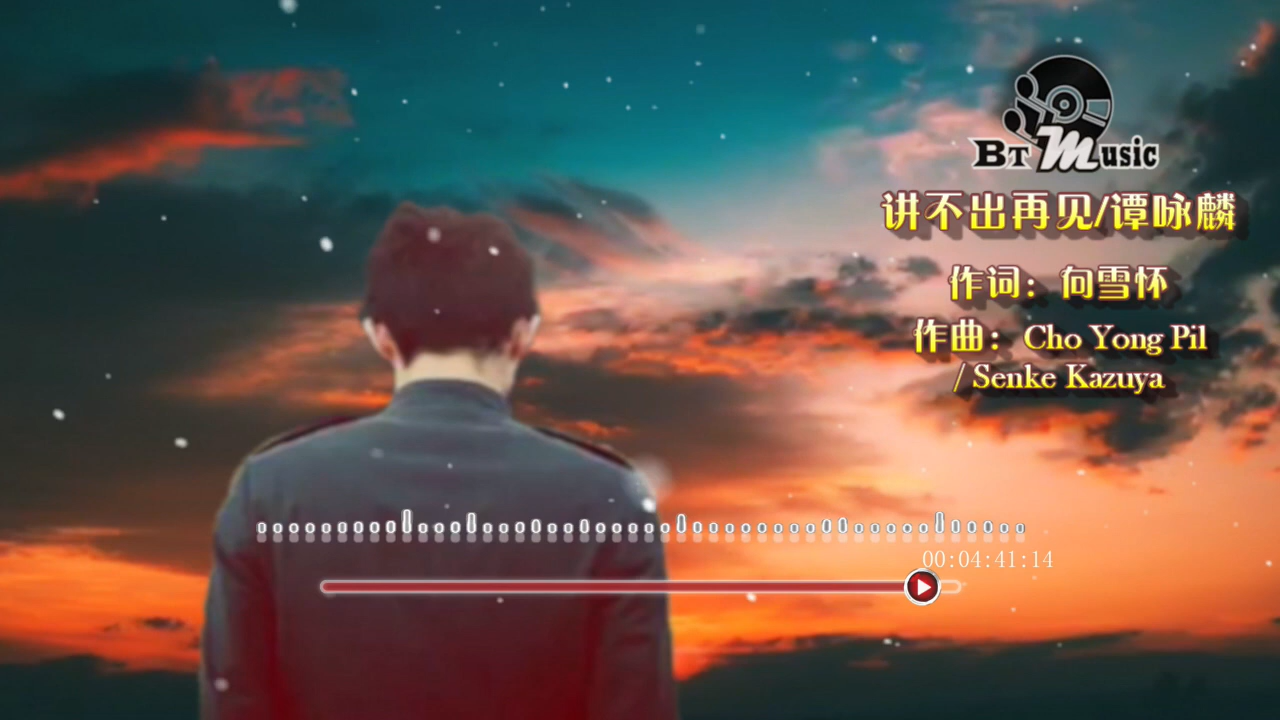 BT Music
讲不出再见/谭咏麟
作词：向雪怀
作曲：Cho Yong Pil
/ Senke Kazuya
00:04:41:14